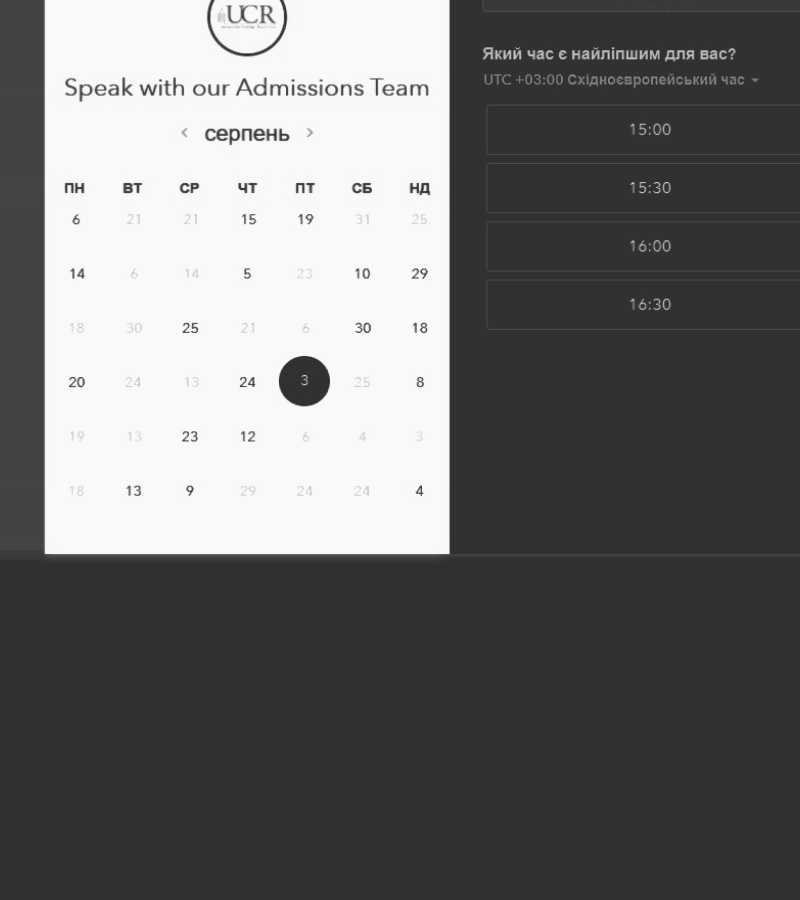 UCR
Speak with our Admissions Team
серпень
ПН ВТ СР ЧТ ПТ СБ НД
6 21 21 15 19 31 25
14 6 14 5 23 10 29
18 30 25 21 6 30 18
20 24 13 24 3 25 8
19 13 23 12 6 4 3
18 13 9 29 24 24 4
Який час є найліпшим для вас?
UTC +03:00 Східноєвропейський час
15:00
15:30
16:00
16:30